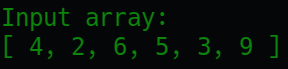 Input array:
[ 4, 2, 6, 5, 3, 9 ]